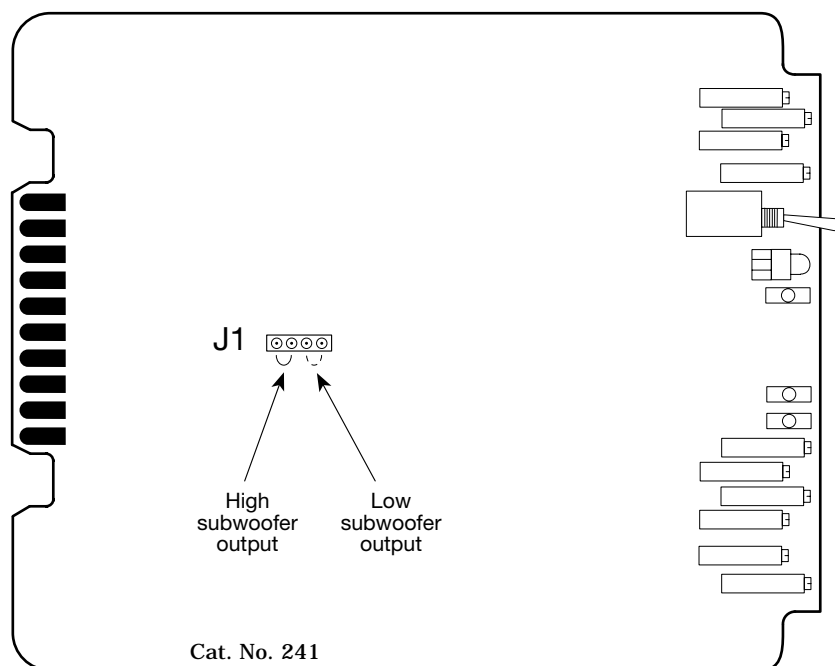 J1
High
subwoofer
output
Low
subwoofer
output
Cat. No. 241